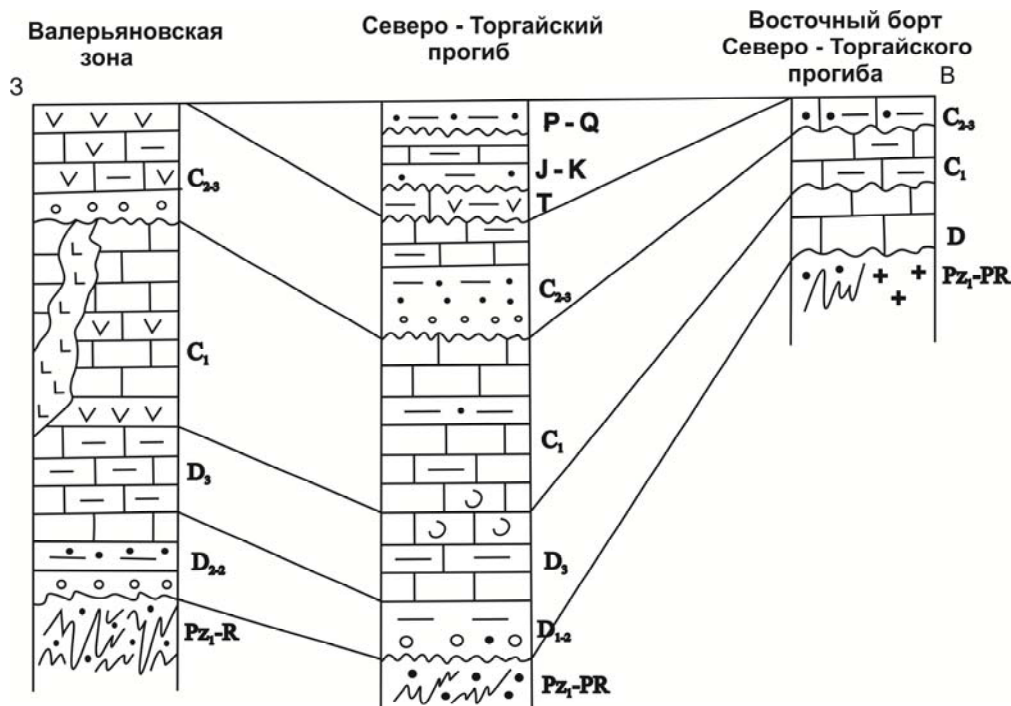 Валерьяновская
зона
Северо - Торгайский
прогиб
Восточный борт
Северо - Торгайского
прогиба
З
В
C₂₋₃
C₁
D₃
D₂₋₂
Pz₁-R
P - Q
J - K
T
C₂₋₃
C₁
D₃
D₁₋₂
Pz₁-PR
C₂₋₃
C₁
D
Pz₁-PR